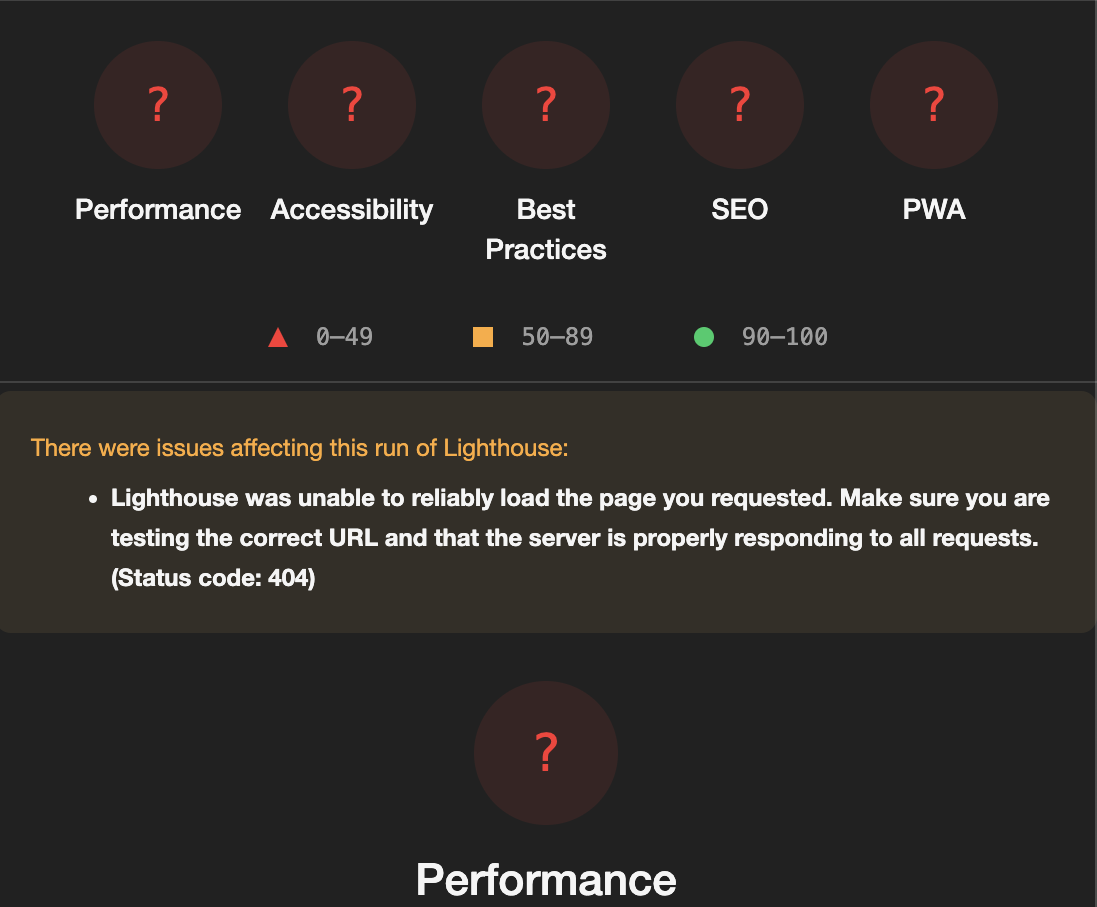 ? ? ? ? ?
Performance Accessibility Best Practices SEO PWA
0–49 50–89 90–100
There were issues affecting this run of Lighthouse:
• Lighthouse was unable to reliably load the page you requested. Make sure you are
testing the correct URL and that the server is properly responding to all requests.
(Status code: 404)
?
Performance